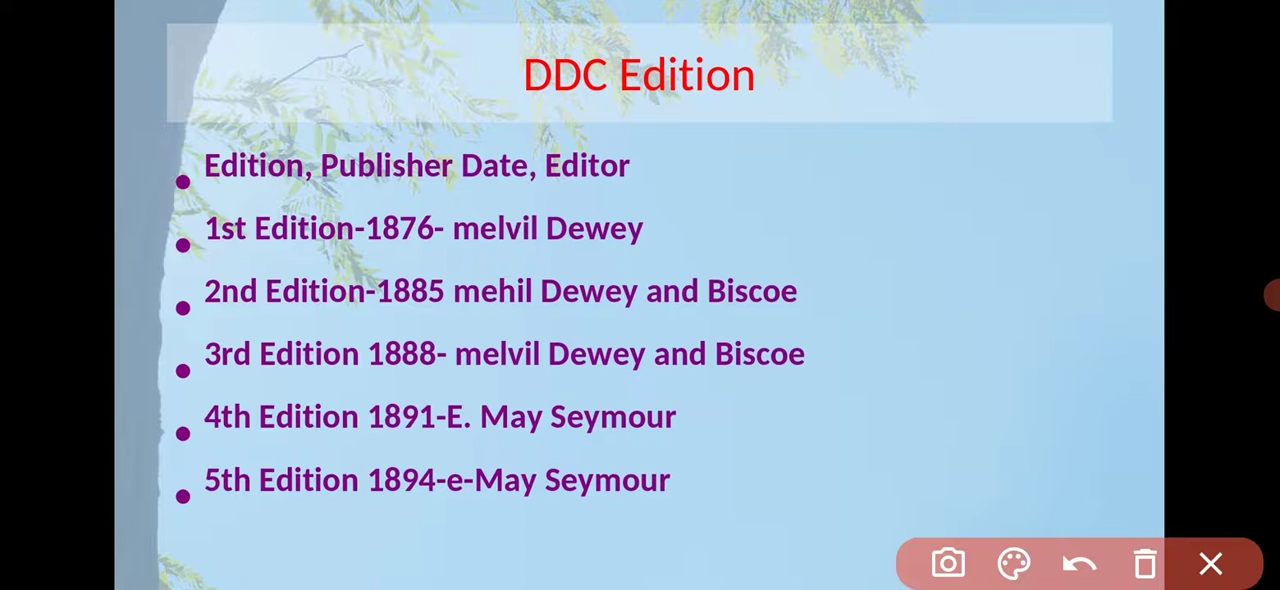 DDC Edition
Edition, Publisher Date, Editor
1st Edition-1876- melvil Dewey
2nd Edition-1885 mehil Dewey and Biscoe
3rd Edition 1888- melvil Dewey and Biscoe
4th Edition 1891-E. May Seymour
5th Edition 1894-e-May Seymour